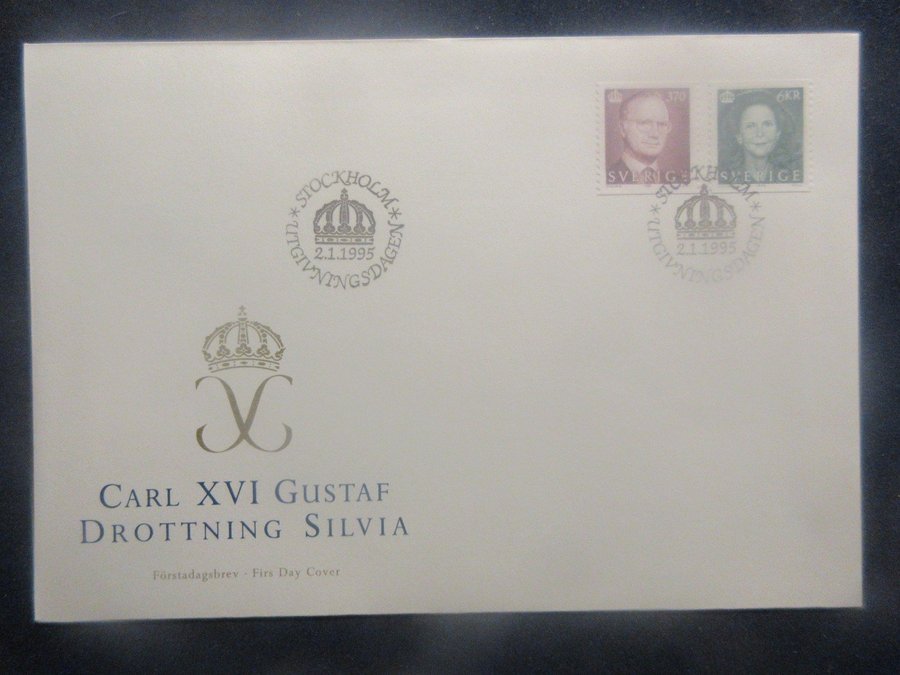 370
SVERIGE
6KR
SVERIGE
STOCKHOLM
2.1.1995
* UTGIVNINGSDAGEN *
STOCKHOLM
2.1.1995
* UTGIVNINGSDAGEN *
CARL XVI GUSTAF
DROTTNING SILVIA
Förstadagsbrev · Firs Day Cover